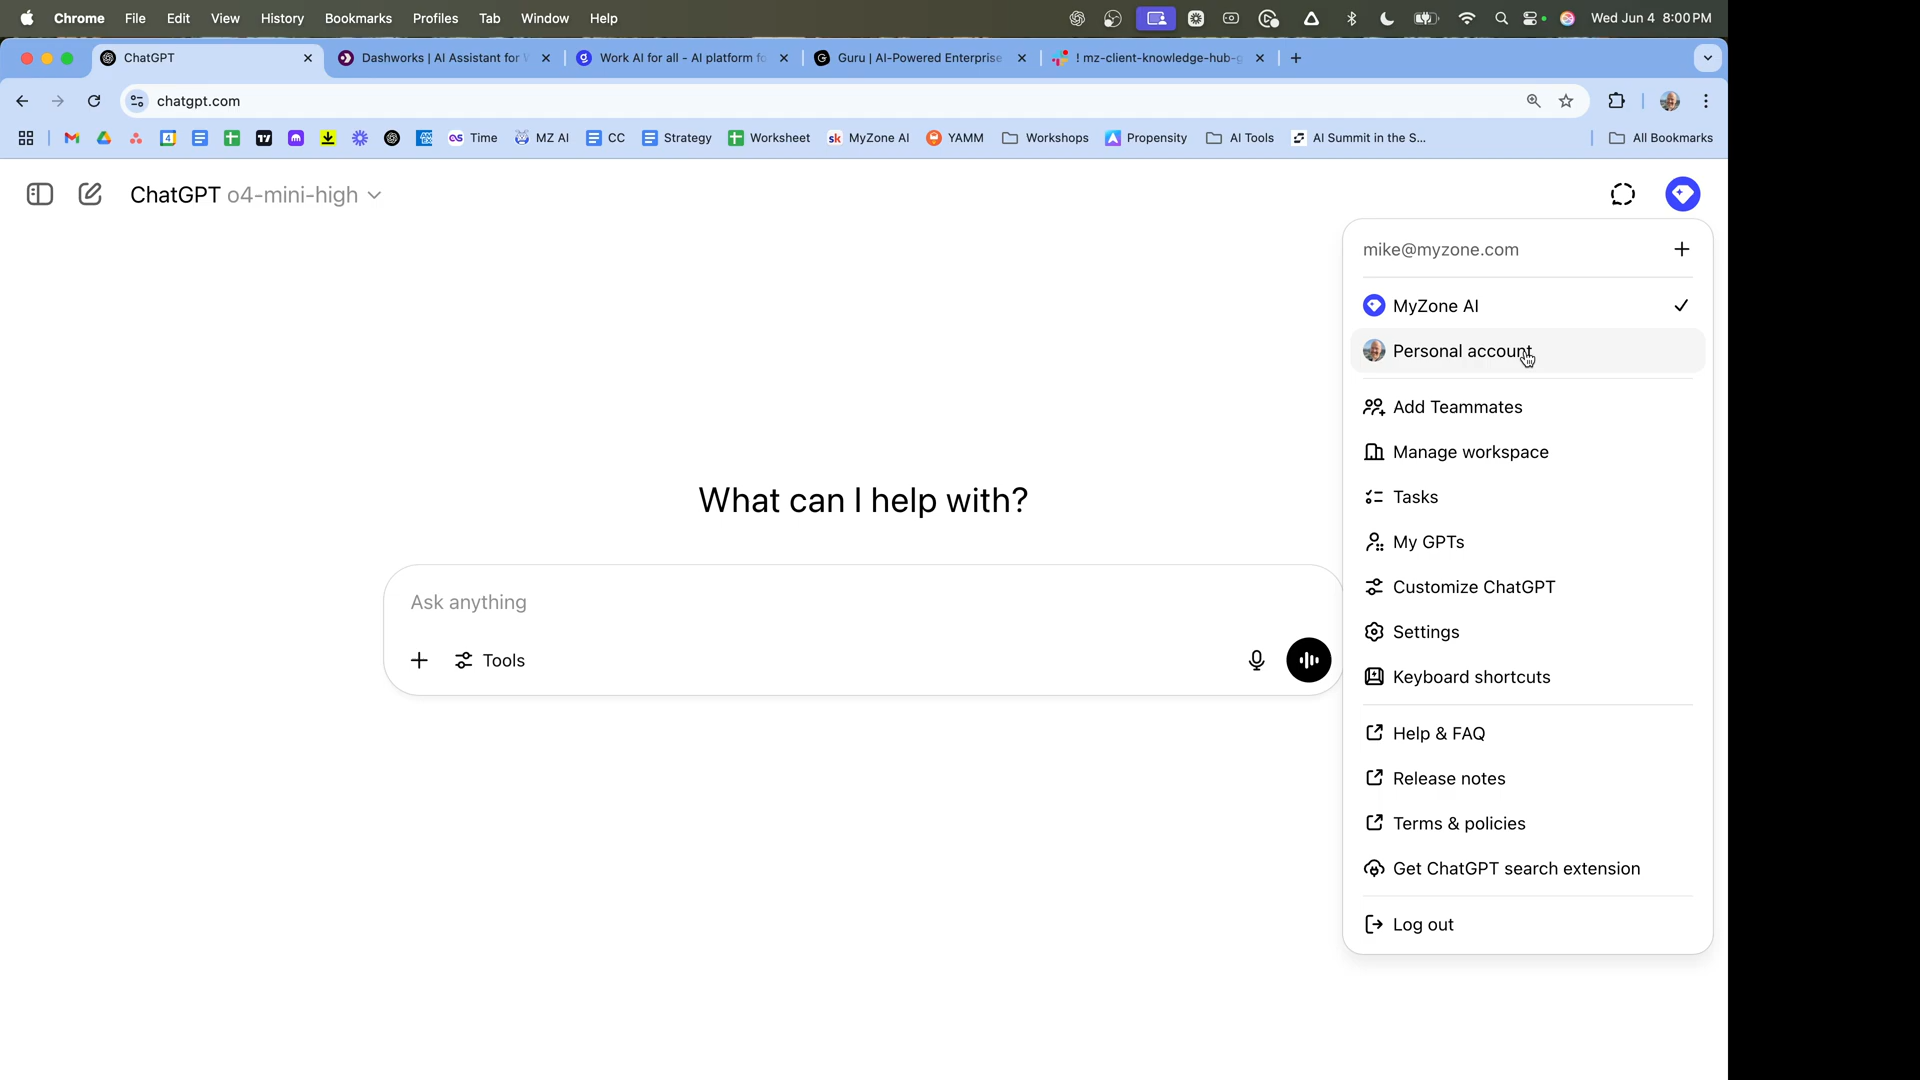 Chrome File Edit View History Bookmarks Profiles Tab Window Help Wed Jun 4 8:00 PM
ChatGPT Dashworks | AI Assistant for Work AI for all - AI platform fo Guru | AI-Powered Enterprise ! mz-client-knowledge-hub-g
chatgpt.com
Time MZ AI CC Strategy Worksheet MyZone AI YAMM Workshops Propensity AI Tools AI Summit in the S... All Bookmarks
ChatGPT o4-mini-high
mike@myzone.com
MyZone AI
Personal account
Add Teammates
Manage workspace
Tasks
My GPTs
Customize ChatGPT
Settings
Keyboard shortcuts
Help & FAQ
Release notes
Terms & policies
Get ChatGPT search extension
Log out
What can I help with?
Ask anything
Tools